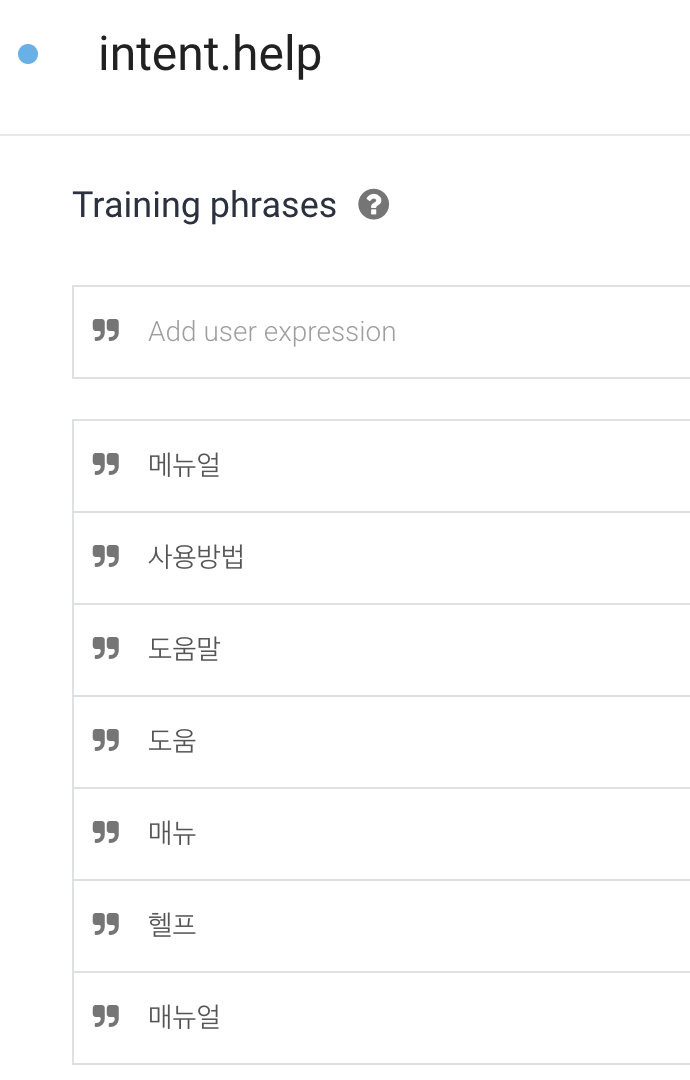 intent.help
Training phrases
Add user expression
메뉴얼
사용방법
도움말
도움
매뉴
헬프
매뉴얼